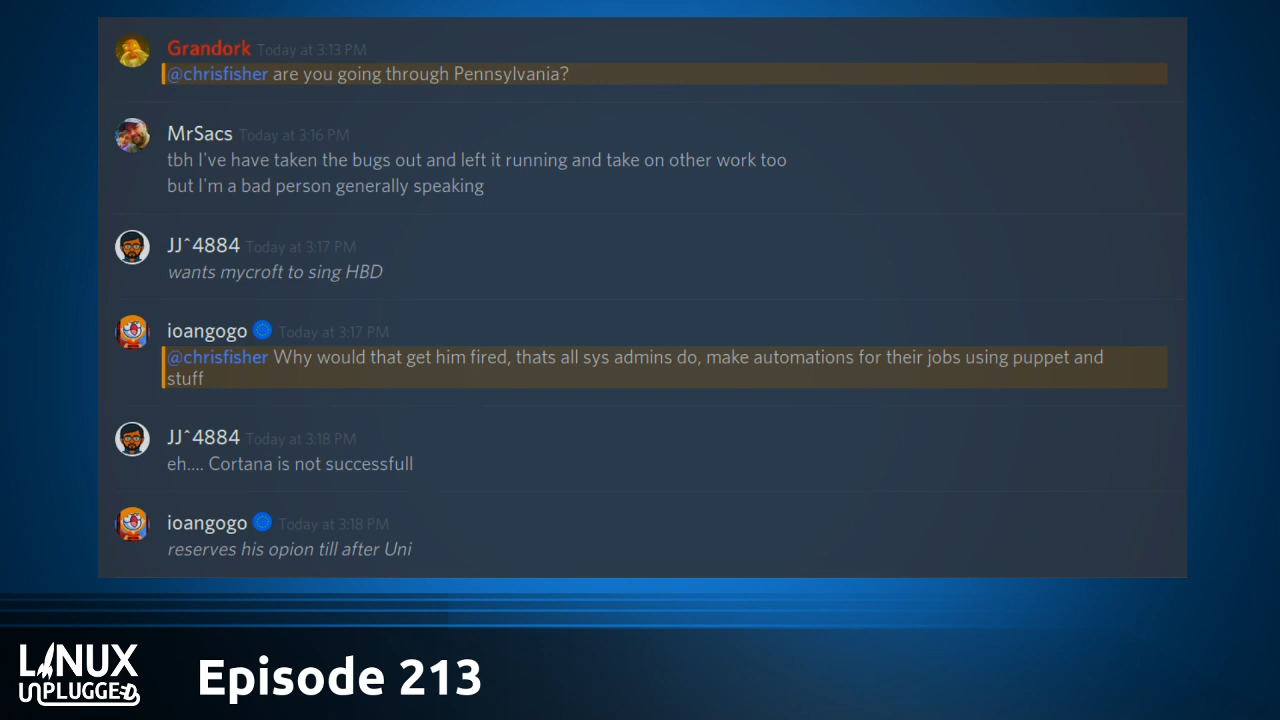 Grandork Today at 3:13 PM
@chrisfisher are you going through Pennsylvania?
MrSacs Today at 3:16 PM
tbh I've have taken the bugs out and left it running and take on other work too
but I'm a bad person generally speaking
JJ^4884 Today at 3:17 PM
wants mycroft to sing HBD
ioangogo Today at 3:17 PM
@chrisfisher Why would that get him fired, thats all sys admins do, make automations for their jobs using puppet and
stuff
JJ^4884 Today at 3:18 PM
eh.... Cortana is not successfull
ioangogo Today at 3:18 PM
reserves his opion till after Uni
LINUX
UNPLUGGED
Episode 213